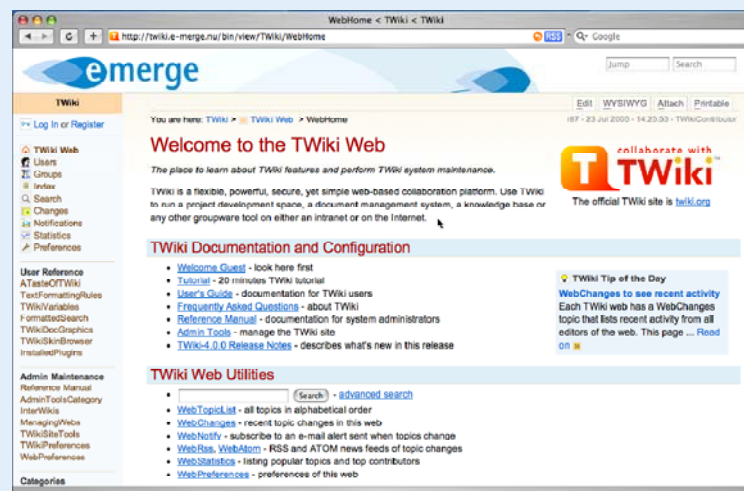 WebHome < TWiki < TWiki
http://twiki.e-merge.nu/bin/view/TWiki/WebHome
RSS
Google
emerge
Jump
Search
TWiki
Edit WYSIWYG Attach Printable
Log In or Register
You are here: TWiki > TWiki Web > WebHome
TWiki Web
Users
Groups
Index
Search
Changes
Notifications
Statistics
Preferences
Welcome to the TWiki Web
The place to learn about TWiki features and perform TWiki system maintenance.
TWiki is a flexible, powerful, secure, yet simple web-based collaboration platform. Use TWiki
to run a project development space, a document management system, a knowledge base or
any other groupware tool on either an intranet or on the Internet.
collaborate with
TWiki
The official TWiki site is twiki.org
User Reference
ATasteOfTWiki
TextFormattingRules
TWikiVariables
FormattedSearch
TWikiDocGraphics
TWikiSkinBrowser
InstalledPlugins
TWiki Documentation and Configuration
Welcome Guest - look here first
Tutorial - 20 minutes TWiki tutorial
User's Guide - documentation for TWiki users
Frequently Asked Questions - about TWiki
Reference Manual - documentation for system administrators
Admin Tools - manage the TWiki site
TWiki-4.0.0 Release Notes - describes what's new in this release
TWiki Tip of the Day
WebChanges to see recent activity
Each TWiki web has a WebChanges
topic that lists recent activity from all
editors of the web. This page ... Read
on
Admin Maintenance
Reference Manual
AdminToolsCategory
InterWikis
ManagingWebs
TWikiSiteTools
TWikiPreferences
WebPreferences
Categories
TWiki Web Utilities
Search - advanced search
WebTopicList - all topics in alphabetical order
WebChanges - recent topic changes in this web
WebNotify - subscribe to an e-mail alert sent when topics change
WebRss, WebAtom - RSS and ATOM news feeds of topic changes
WebStatistics - listing popular topics and top contributors
WebPreferences - preferences of this web